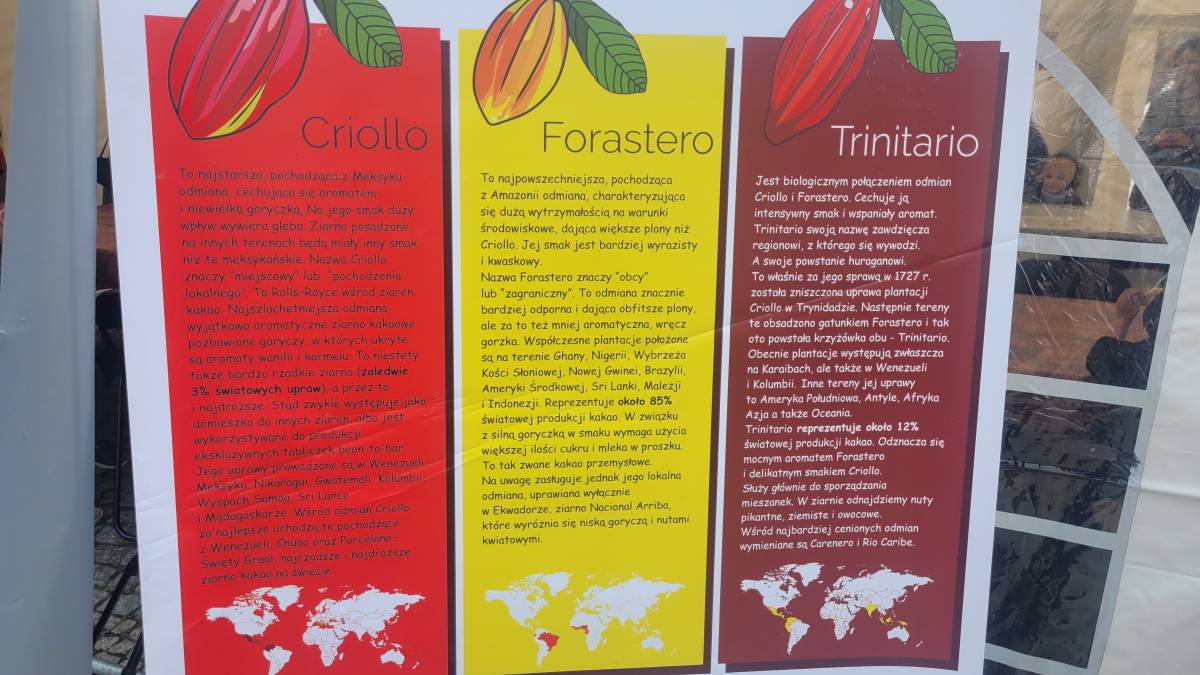 Criollo
To najstarsza, pochodząca z Meksyku
odmiana, cechująca się aromatem
i niewielką goryczką. Na jego smak duży
wpływ wywiera gleba. Ziarno posadzone
na innych terenach będą miały inny smak
niż te meksykańskie. Nazwa Criollo
znaczy "miejscowy" lub "pochodzenia
lokalnego". To Rolls-Royce wśród ziaren
kakao. Najszlachetniejsza odmiana,
wyjątkowo aromatyczne ziarno kakaowe
pozbawione goryczy, w których ukryte
są aromaty wanilii i karmelu. To niestety
także bardzo rzadkie ziarno (zaledwie
3% światowych upraw), a przez to
i najdroższe. Stąd zwykle występuje jako
domieszka do innych ziaren, albo jest
wykorzystywane do produkcji
ekskluzywnych tabliczek bean-to-bar.
Jego uprawy prowadzone są w Wenezueli,
Meksyku, Nikaragui, Gwatemali, Kolumbii,
Wyspach Samoa, Sri Lance
i Madagaskarze. Wśród odmian Criollo
za najlepsze uchodzą te pochodzące
z Wenezueli, Chuao oraz Porcelana -
Święty Graal, najrzadsze i najdroższe
ziarno kakao na świecie.
Forastero
To najpowszechniejsza, pochodząca
z Amazonii odmiana, charakteryzująca
się dużą wytrzymałością na warunki
środowiskowe, dająca większe plony niż
Criollo. Jej smak jest bardziej wyrazisty
i kwaskowy.
Nazwa Forastero znaczy "obcy"
lub "zagraniczny". To odmiana znacznie
bardziej odporna i dająca obfitsze plony,
ale za to też mniej aromatyczna, wręcz
gorzka. Współczesne plantacje położone
są na terenie Ghany, Nigerii, Wybrzeża
Kości Słoniowej, Nowej Gwinei, Brazylii,
Ameryki Środkowej, Sri Lanki, Malezji
i Indonezji. Reprezentuje około 85%
światowej produkcji kakao. W związku
z silną goryczką w smaku wymaga użycia
większej ilości cukru i mleka w proszku.
To tak zwane kakao przemysłowe.
Na uwagę zasługuje jednak jego lokalna
odmiana, uprawiana wyłącznie
w Ekwadorze, ziarno Nacional Arriba,
które wyróżnia się niską goryczą i nutami
kwiatowymi.
Trinitario
Jest biologicznym połączeniem odmian
Criollo i Forastero. Cechuje ją
intensywny smak i wspaniały aromat.
Trinitario swoją nazwę zawdzięcza
regionowi, z którego się wywodzi.
A swoje powstanie huraganowi.
To właśnie za jego sprawą w 1727 r.
została zniszczona uprawa plantacji
Criollo w Trynidadzie. Następnie tereny
te obsadzono gatunkiem Forastero i tak
oto powstała krzyżówka obu - Trinitario.
Obecnie plantacje występują zwłaszcza
na Karaibach, ale także w Wenezueli
i Kolumbii. Inne tereny jej uprawy
to Ameryka Południowa, Antyle, Afryka
Azja a także Oceania.
Trinitario reprezentuje około 12%
światowej produkcji kakao. Odznacza się
mocnym aromatem Forastero
i delikatnym smakiem Criollo.
Służy głównie do sporządzania
mieszanek. W ziarnie odnajdziemy nuty
pikantne, ziemiste i owocowe.
Wśród najbardziej cenionych odmian
wymieniane są Carenero i Rio Caribe.